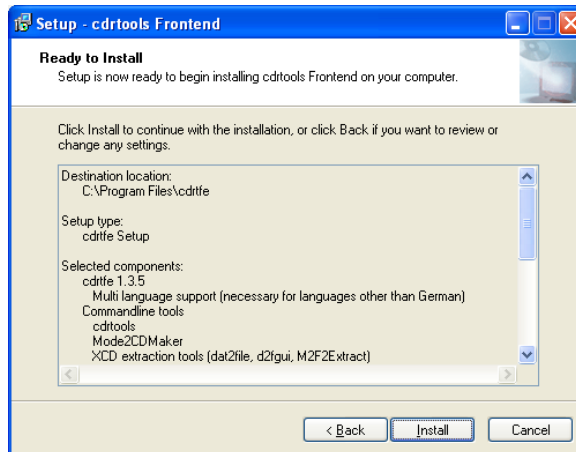 Setup - cdrtools Frontend
Ready to Install
Setup is now ready to begin installing cdrtools Frontend on your computer.
Click Install to continue with the installation, or click Back if you want to review or
change any settings.
Destination location:
C:\Program Files\cdrtfe
Setup type:
cdrtfe Setup
Selected components:
cdrtfe 1.3.5
Multi language support (necessary for languages other than German)
Commandline tools
cdrtools
Mode2CDMaker
XCD extraction tools (dat2file, d2fgui, M2F2Extract)
< Back
Install
Cancel